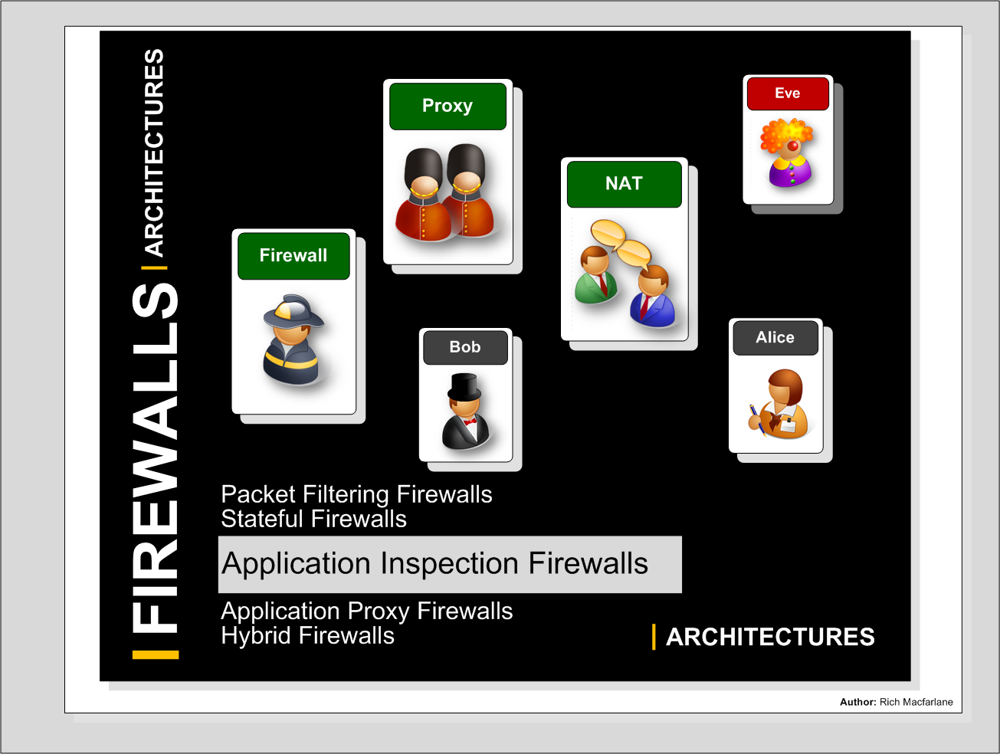 FIREWALLS | ARCHITECTURES
Proxy
Eve
NAT
Firewall
Bob
Alice
Packet Filtering Firewalls
Stateful Firewalls
Application Inspection Firewalls
Application Proxy Firewalls
Hybrid Firewalls
| ARCHITECTURES
Author: Rich Macfarlane